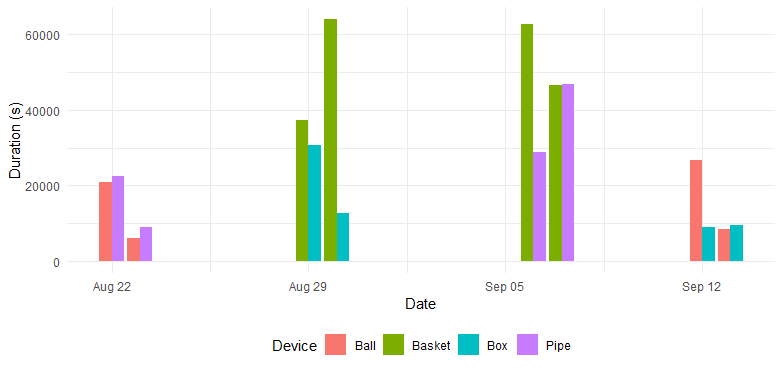 60000
40000
20000
0
Duration (s)
Aug 22 Aug 29 Sep 05 Sep 12
Date
Device Ball Basket Box Pipe